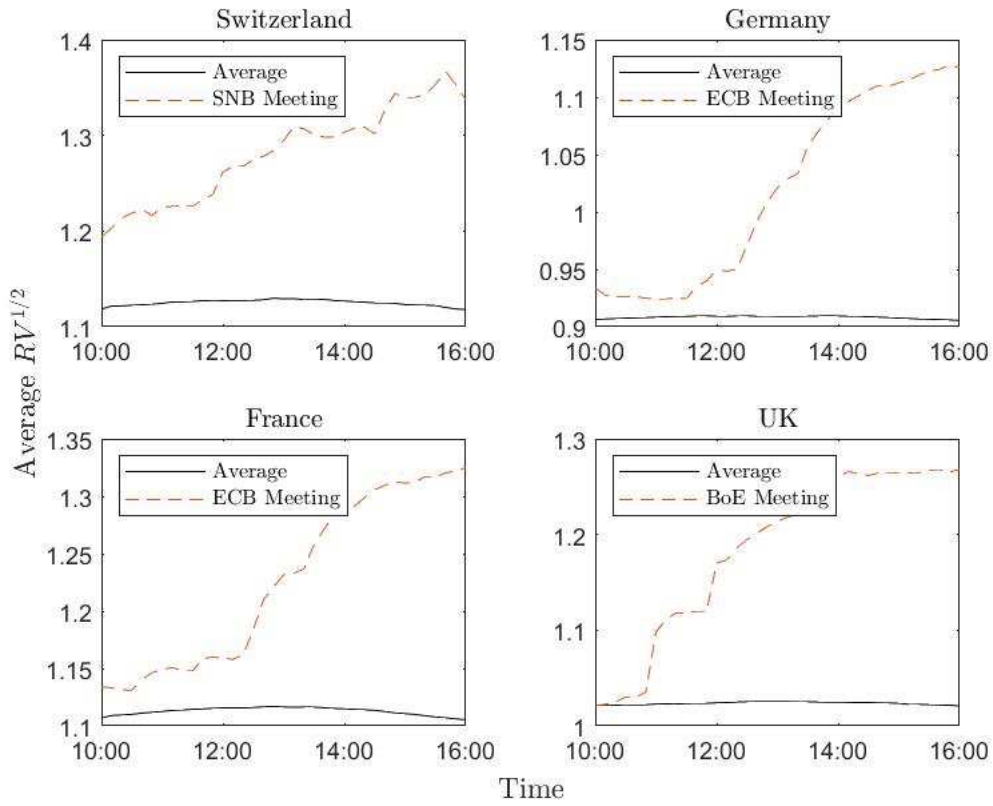 Switzerland
1.4
1.3
1.2
1.1
Average
SNB Meeting
10:00 12:00 14:00 16:00
Germany
1.15
1.1
1.05
1
0.95
0.9
Average
ECB Meeting
10:00 12:00 14:00 16:00
Average RV^{1/2}
France
1.35
1.3
1.25
1.2
1.15
1.1
Average
ECB Meeting
10:00 12:00 14:00 16:00
UK
1.3
1.2
1.1
1
Average
BoE Meeting
10:00 12:00 14:00 16:00
Time